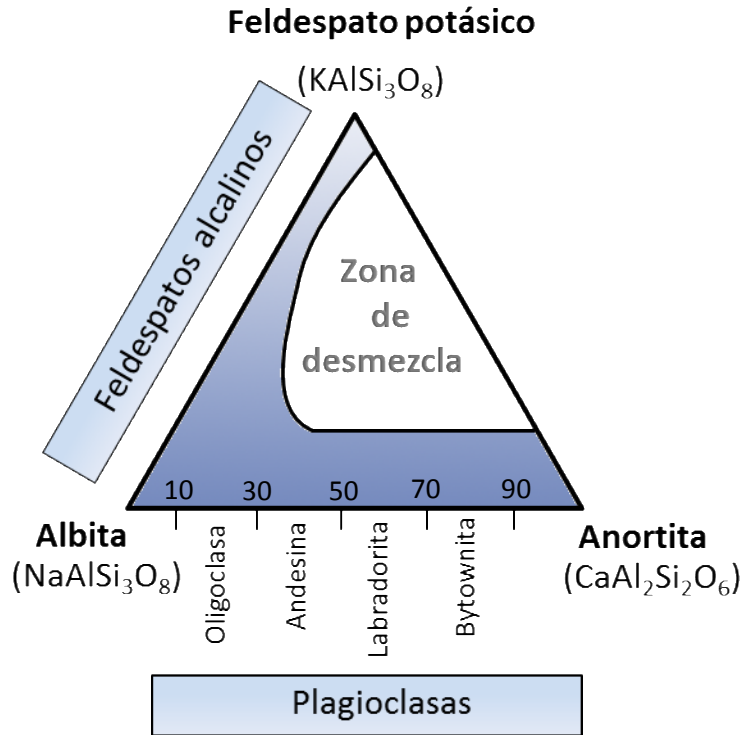 Feldespato potásico
(KAlSi₃O₈)
Feldespatos alcalinos
Zona
de
desmezcla
10 30 50 70 90
Albita
(NaAlSi₃O₈)
Oligoclasa
Andesina
Labradorita
Bytownita
Anortita
(CaAl₂Si₂O₆)
Plagioclasas